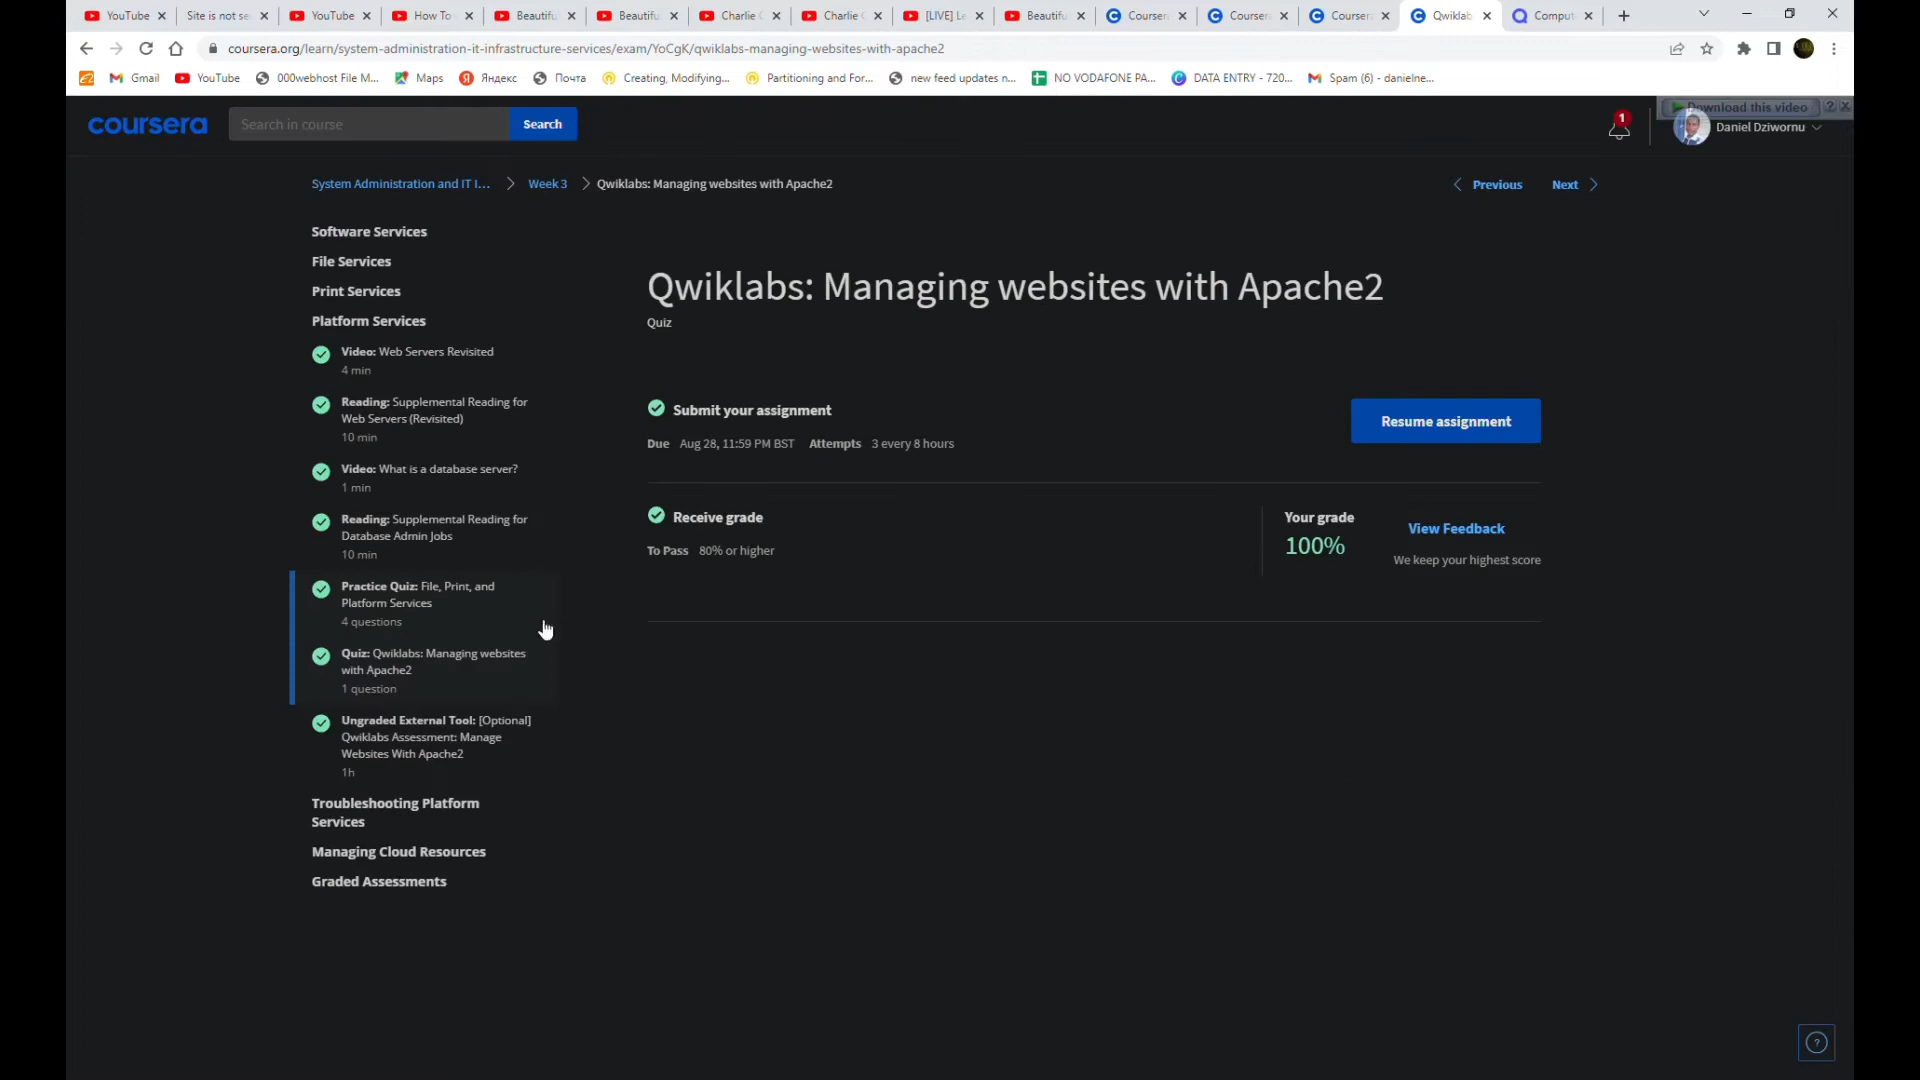 YouTube
Site is not se
YouTube
How To
Beautifu
Beautifu
Charlie C
Charlie C
[LIVE] Le
Beautifu
Courser
Courser
Coursera
Qwiklab
Comput
coursera.org/learn/system-administration-it-infrastructure-services/exam/YoCgK/qwiklabs-managing-websites-with-apache2
Gmail
YouTube
000webhost File M...
Maps
Яндекс
Почта
Creating, Modifying...
Partitioning and For...
new feed updates n...
NO VODAFONE PA...
DATA ENTRY - 720...
Spam (6) - danielne...
Download this video ? X
coursera
Search in course
Search
1
Daniel Dziwornu
System Administration and IT I...
Week 3
Qwiklabs: Managing websites with Apache2
Previous
Next
Software Services
File Services
Print Services
Platform Services
Video: Web Servers Revisited
4 min
Reading: Supplemental Reading for
Web Servers (Revisited)
10 min
Video: What is a database server?
1 min
Reading: Supplemental Reading for
Database Admin Jobs
10 min
Practice Quiz: File, Print, and
Platform Services
4 questions
Quiz: Qwiklabs: Managing websites
with Apache2
1 question
Ungraded External Tool: [Optional]
Qwiklabs Assessment: Manage
Websites With Apache2
1h
Troubleshooting Platform
Services
Managing Cloud Resources
Graded Assessments
Qwiklabs: Managing websites with Apache2
Quiz
Submit your assignment
Due Aug 28, 11:59 PM BST Attempts 3 every 8 hours
Resume assignment
Receive grade
To Pass 80% or higher
Your grade
100%
View Feedback
We keep your highest score
?